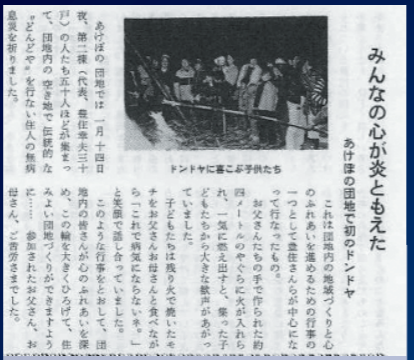 みんなの心が炎ともえた
あけぼの団地で初のドンドヤ
ドンドヤに喜こぶ子供たち
あけぼの団地では一月十四日
夜、第二棟(代表、豊住幸夫三十
戸)の人たち五十人ほどが集まっ
て、団地内の空き地で伝統的な
“どんどや”を行ない住人の無病
息災を祈りました。
これは団地内の地域づくりと心
のふれあいを進めるための行事の
一つとして豊住さんらが中心にな
って行なったもの。
お父さんたちの手で作られた約
四メートルのやぐらに火が入れら
れ、一気に燃え出すと、集った子
どもたちから大きな歓声があがっ
ていました。
子どもたちは残り火で焼いたモ
チをお父さんお母さんと食べなが
ら「これで病気にならないネ。」
と笑顔で話し合っていました。
このような行事をとおして、団
地内の皆さんが心のふれあいを深
め、この輪を大きくひろげて、住
みよい団地づくりができますよう
に……参加されたお父さん、お
母さん、ご苦労さまでした。